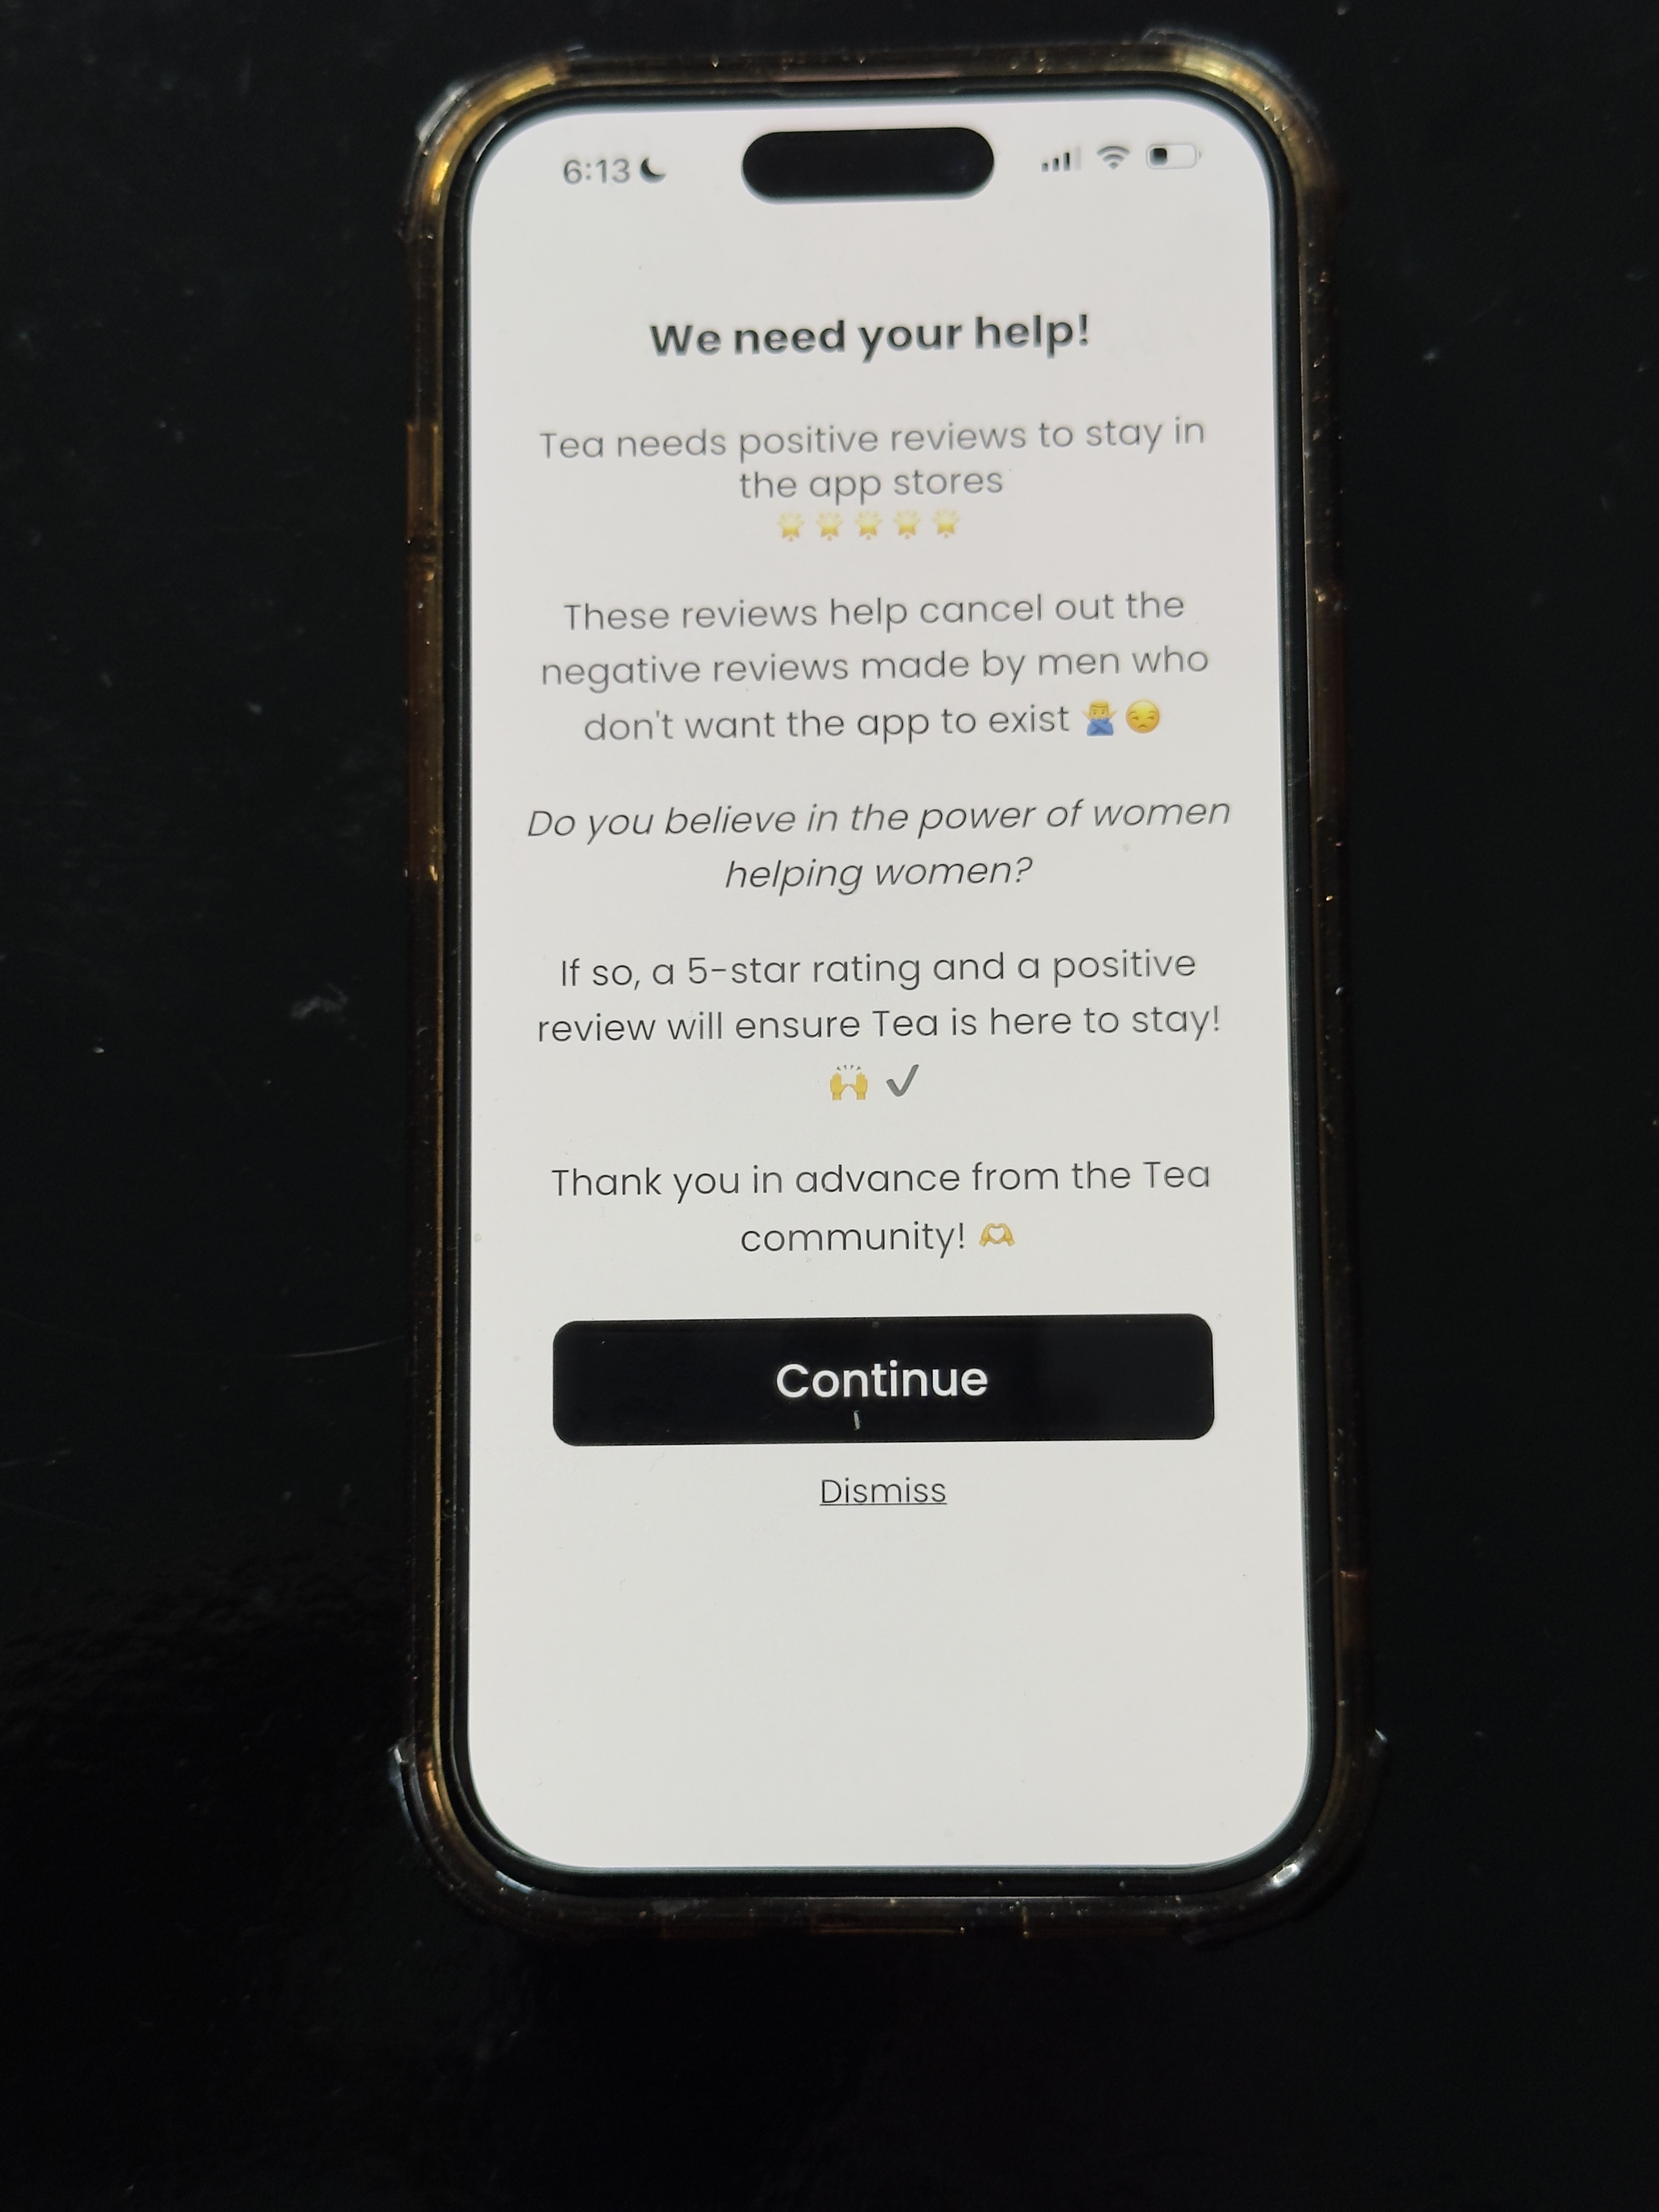 6:13
We need your help!
Tea needs positive reviews to stay in
the app stores
🌟🌟🌟🌟🌟
These reviews help cancel out the
negative reviews made by men who
don't want the app to exist 🙅‍♂️😒
Do you believe in the power of women
helping women?
If so, a 5-star rating and a positive
review will ensure Tea is here to stay!
🙌 ✔️
Thank you in advance from the Tea
community! 🫶
Continue
Dismiss